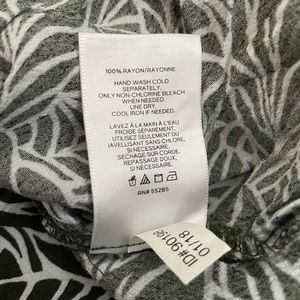 100% RAYON/RAYONNE
HAND WASH COLD
SEPARATELY,
ONLY NON-CHLORINE BLEACH
WHEN NEEDED.
LINE DRY.
COOL IRON IF NEEDED.
LAVEZ À LA MAIN À L'EAU
FROIDE SÉPARÉMENT.
UTILISEZ SEULEMENT DU
JAVELLISANT SANS CHLORE
SI NÉCESSAIRE.
SÉCHAGE SUR CORDE.
REPASSAGE DOUX,
SI NÉCESSAIRE.
RN# 55285
ID#90198
01/18